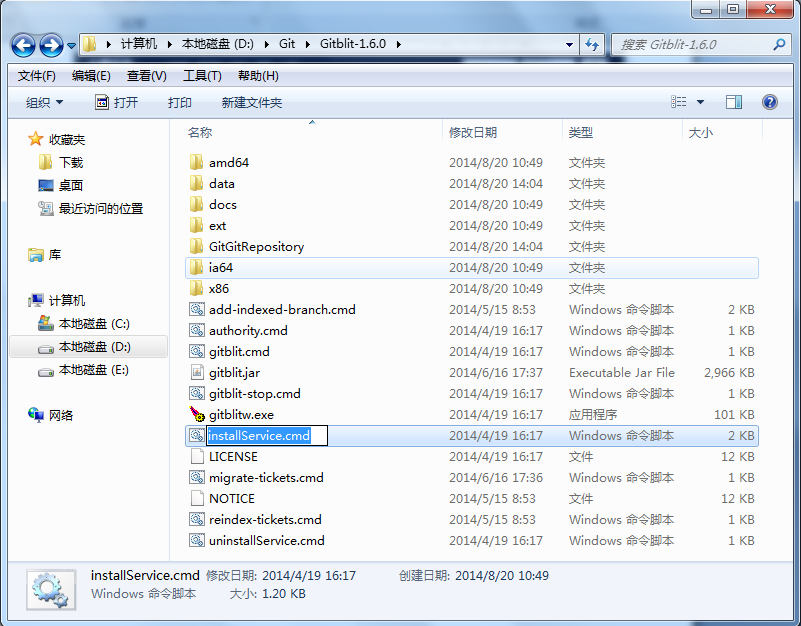 计算机 ▸ 本地磁盘 (D:) ▸ Git ▸ Gitblit-1.6.0 ▸ 搜索 Gitblit-1.6.0
文件(F) 编辑(E) 查看(V) 工具(T) 帮助(H)
组织 打开 打印 新建文件夹
收藏夹
下载
桌面
最近访问的位置
库
计算机
本地磁盘 (C:)
本地磁盘 (D:)
本地磁盘 (E:)
网络
名称 修改日期 类型 大小
amd64 2014/8/20 10:49 文件夹
data 2014/8/20 14:04 文件夹
docs 2014/8/20 10:49 文件夹
ext 2014/8/20 10:49 文件夹
GitGitRepository 2014/8/20 14:04 文件夹
ia64 2014/8/20 10:49 文件夹
x86 2014/8/20 10:49 文件夹
add-indexed-branch.cmd 2014/5/15 8:53 Windows 命令脚本 2 KB
authority.cmd 2014/4/19 16:17 Windows 命令脚本 1 KB
gitblit.cmd 2014/4/19 16:17 Windows 命令脚本 1 KB
gitblit.jar 2014/6/16 17:37 Executable Jar File 2,966 KB
gitblit-stop.cmd 2014/4/19 16:17 Windows 命令脚本 1 KB
gitblitw.exe 2014/4/19 16:17 应用程序 101 KB
installService.cmd 2014/4/19 16:17 Windows 命令脚本 2 KB
LICENSE 2014/4/19 16:17 文件 12 KB
migrate-tickets.cmd 2014/6/16 17:36 Windows 命令脚本 1 KB
NOTICE 2014/5/15 8:53 文件 12 KB
reindex-tickets.cmd 2014/5/15 8:53 Windows 命令脚本 1 KB
uninstallService.cmd 2014/4/19 16:17 Windows 命令脚本 1 KB
installService.cmd 修改日期: 2014/4/19 16:17 创建日期: 2014/8/20 10:49
Windows 命令脚本 大小: 1.20 KB